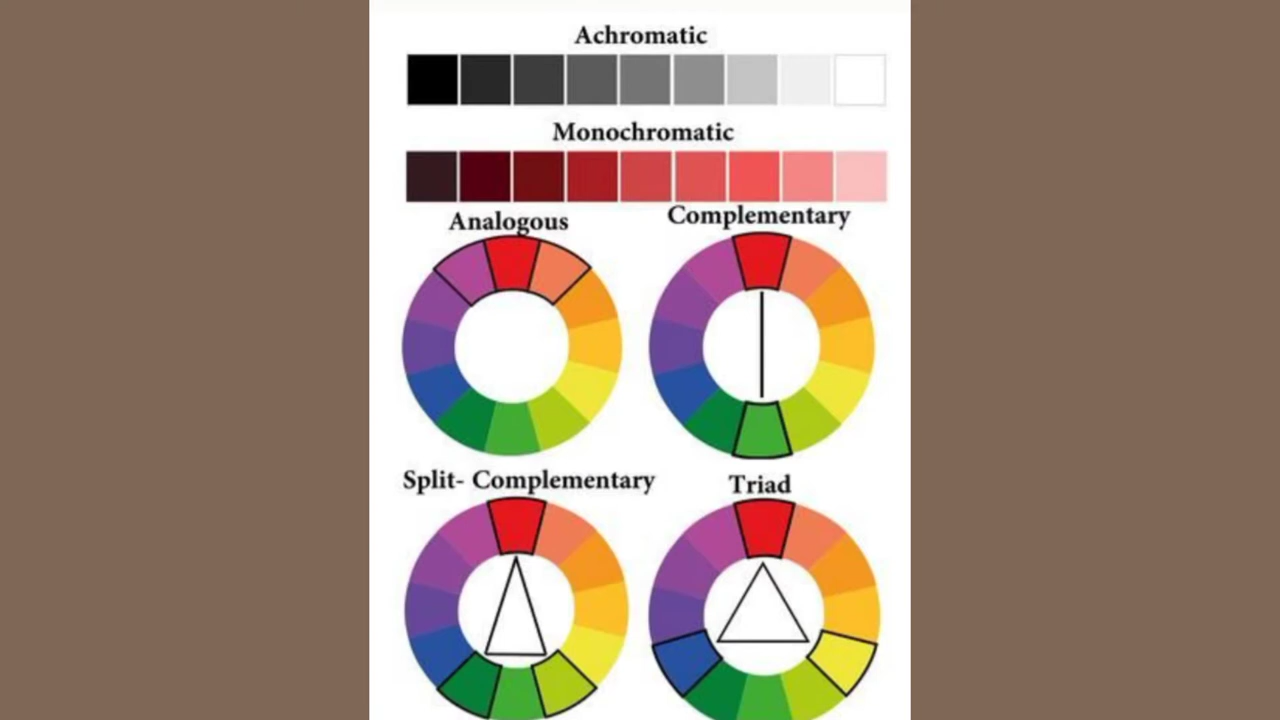 Achromatic
Monochromatic
Analogous
Complementary
Split- Complementary
Triad